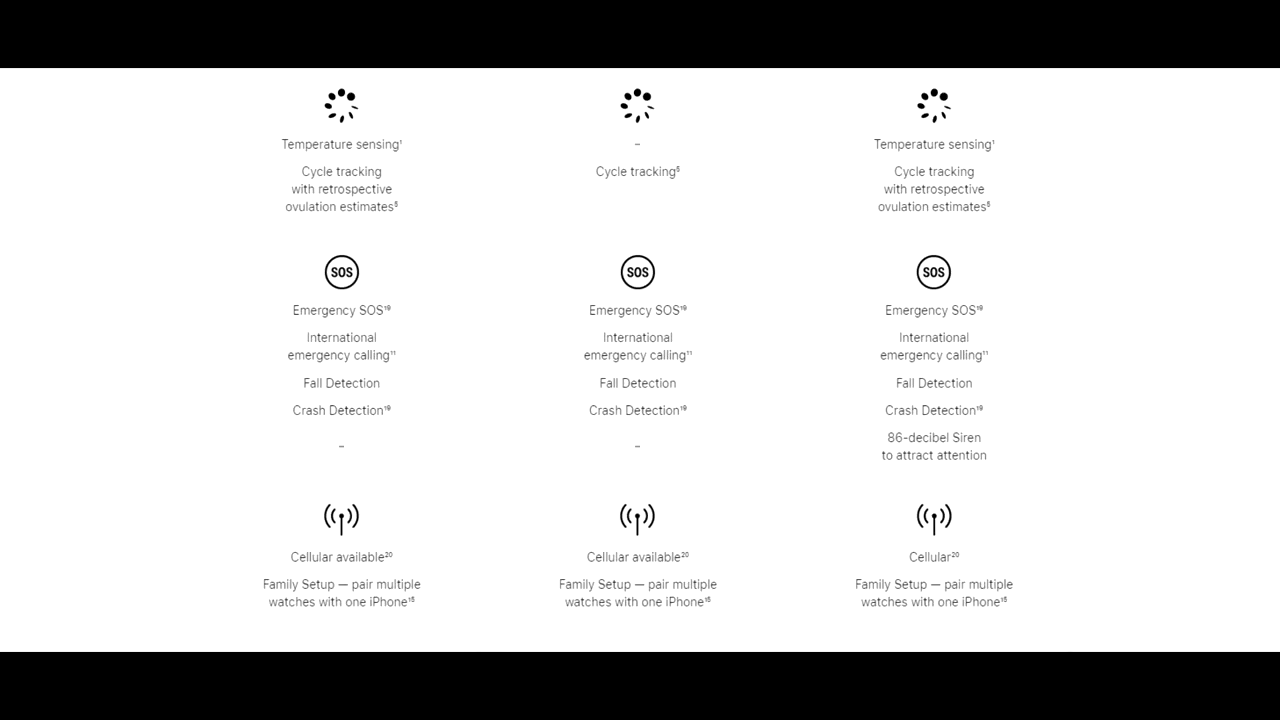 Temperature sensing¹
–
Temperature sensing¹
Cycle tracking
with retrospective
ovulation estimates⁵
Cycle tracking⁵
Cycle tracking
with retrospective
ovulation estimates⁵
SOS
SOS
SOS
Emergency SOS¹⁹
Emergency SOS¹⁹
Emergency SOS¹⁹
International
emergency calling¹¹
International
emergency calling¹¹
International
emergency calling¹¹
Fall Detection
Fall Detection
Fall Detection
Crash Detection¹⁹
Crash Detection¹⁹
Crash Detection¹⁹
–
–
86-decibel Siren
to attract attention
Cellular available²⁰
Cellular available²⁰
Cellular²⁰
Family Setup — pair multiple
watches with one iPhone¹⁵
Family Setup — pair multiple
watches with one iPhone¹⁵
Family Setup — pair multiple
watches with one iPhone¹⁵